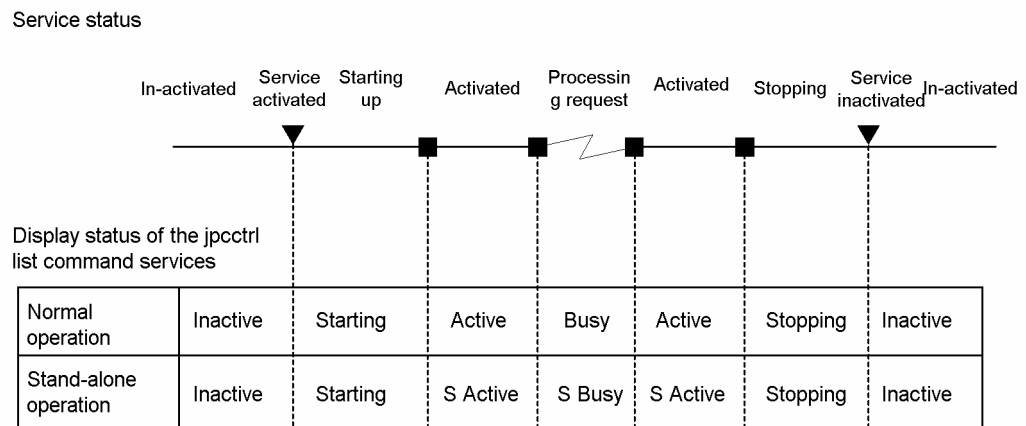 Service status
In-activated
Service
activated
Starting
up
Activated
Processin
g request
Activated
Stopping
Service
inactivated
In-activated
Display status of the jpcctrl
list command services
Normal
operation
Inactive
Starting
Active
Busy
Active
Stopping
Inactive
Stand-alone
operation
Inactive
Starting
S Active
S Busy
S Active
Stopping
Inactive